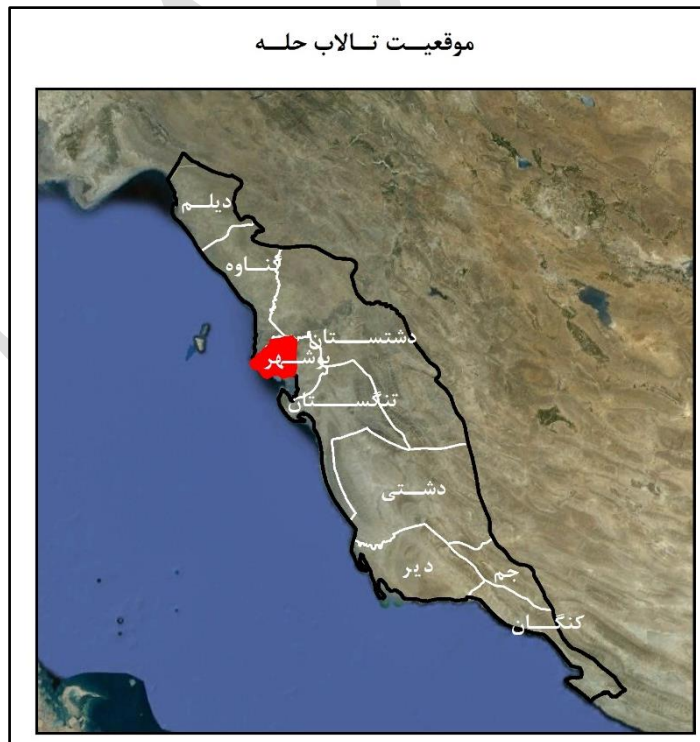 موقعیت تالاب حله
دیلم
گناوه
دشتستان
بوشهر
تنگستان
دشتی
دیر
جم
کنگان